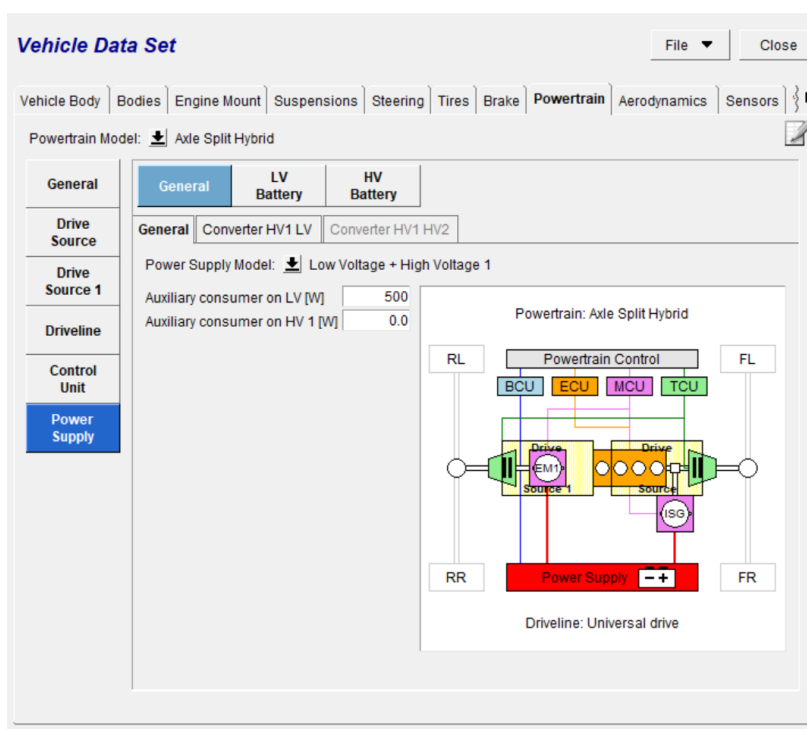 Vehicle Data Set
File
Close
Vehicle Body Bodies Engine Mount Suspensions Steering Tires Brake Powertrain Aerodynamics Sensors
Powertrain Model: Axle Split Hybrid
General
Drive
Source
Drive
Source 1
Driveline
Control
Unit
Power
Supply
General
LV
Battery
HV
Battery
General Converter HV1 LV Converter HV1 HV2
Power Supply Model: Low Voltage + High Voltage 1
Auxiliary consumer on LV [W] 500
Auxiliary consumer on HV 1 [W] 0.0
Powertrain: Axle Split Hybrid
RL Powertrain Control FL
BCU ECU MCU TCU
Drive
EM1
Source 1
Drive
Source
ISG
RR Power Supply FR
Driveline: Universal drive